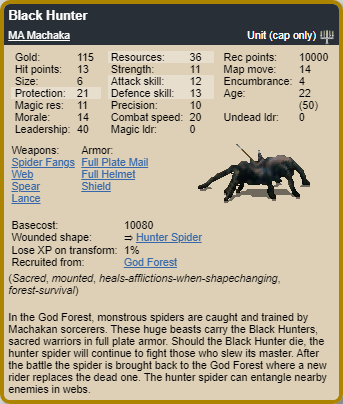 Black Hunter
MA Machaka Unit (cap only)
Gold: 115 Resources: 36 Rec points: 10000
Hit points: 13 Strength: 11 Map move: 14
Size: 6 Attack skill: 12 Encumbrance: 4
Protection: 21 Defence skill: 13 Age: 22
Magic res: 11 Precision: 10 (50)
Morale: 14 Combat speed: 20 Undead ldr: 0
Leadership: 40 Magic ldr: 0
Weapons: Armor:
Spider Fangs Full Plate Mail
Web Full Helmet
Spear Shield
Lance
Basecost: 10080
Wounded shape: ⇒ Hunter Spider
Lose XP on transform: 1%
Recruited from: God Forest
(Sacred, mounted, heals-afflictions-when-shapechanging,
forest-survival)
In the God Forest, monstrous spiders are caught and trained by
Machakan sorcerers. These huge beasts carry the Black Hunters,
sacred warriors in full plate armor. Should the Black Hunter die, the
hunter spider will continue to fight those who slew its master. After
the battle the spider is brought back to the God Forest where a new
rider replaces the dead one. The hunter spider can entangle nearby
enemies in webs.